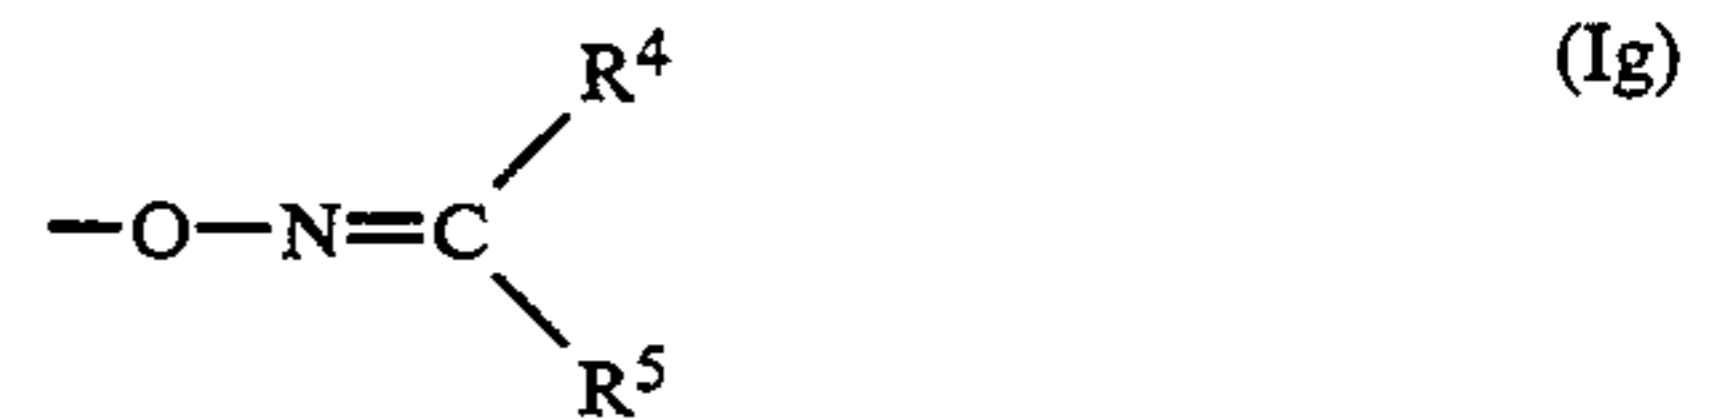 R⁴ (Ig)
—O—N=C
R⁵